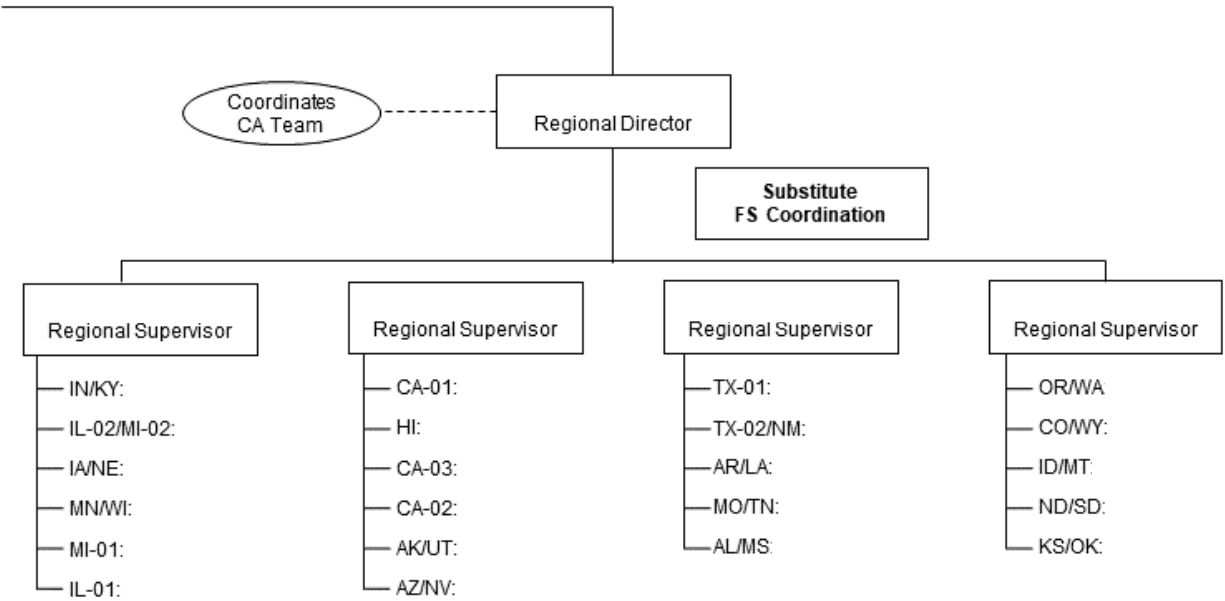 Coordinates
CA Team
Regional Director
Substitute
FS Coordination
Regional Supervisor
IN/KY:
IL-02/MI-02:
IA/NE:
MN/WI:
MI-01:
IL-01:
Regional Supervisor
CA-01:
HI:
CA-03:
CA-02:
AK/UT:
AZ/NV:
Regional Supervisor
TX-01:
TX-02/NM:
AR/LA:
MO/TN:
AL/MS:
Regional Supervisor
OR/WA
CO/WY:
ID/MT:
ND/SD:
KS/OK: